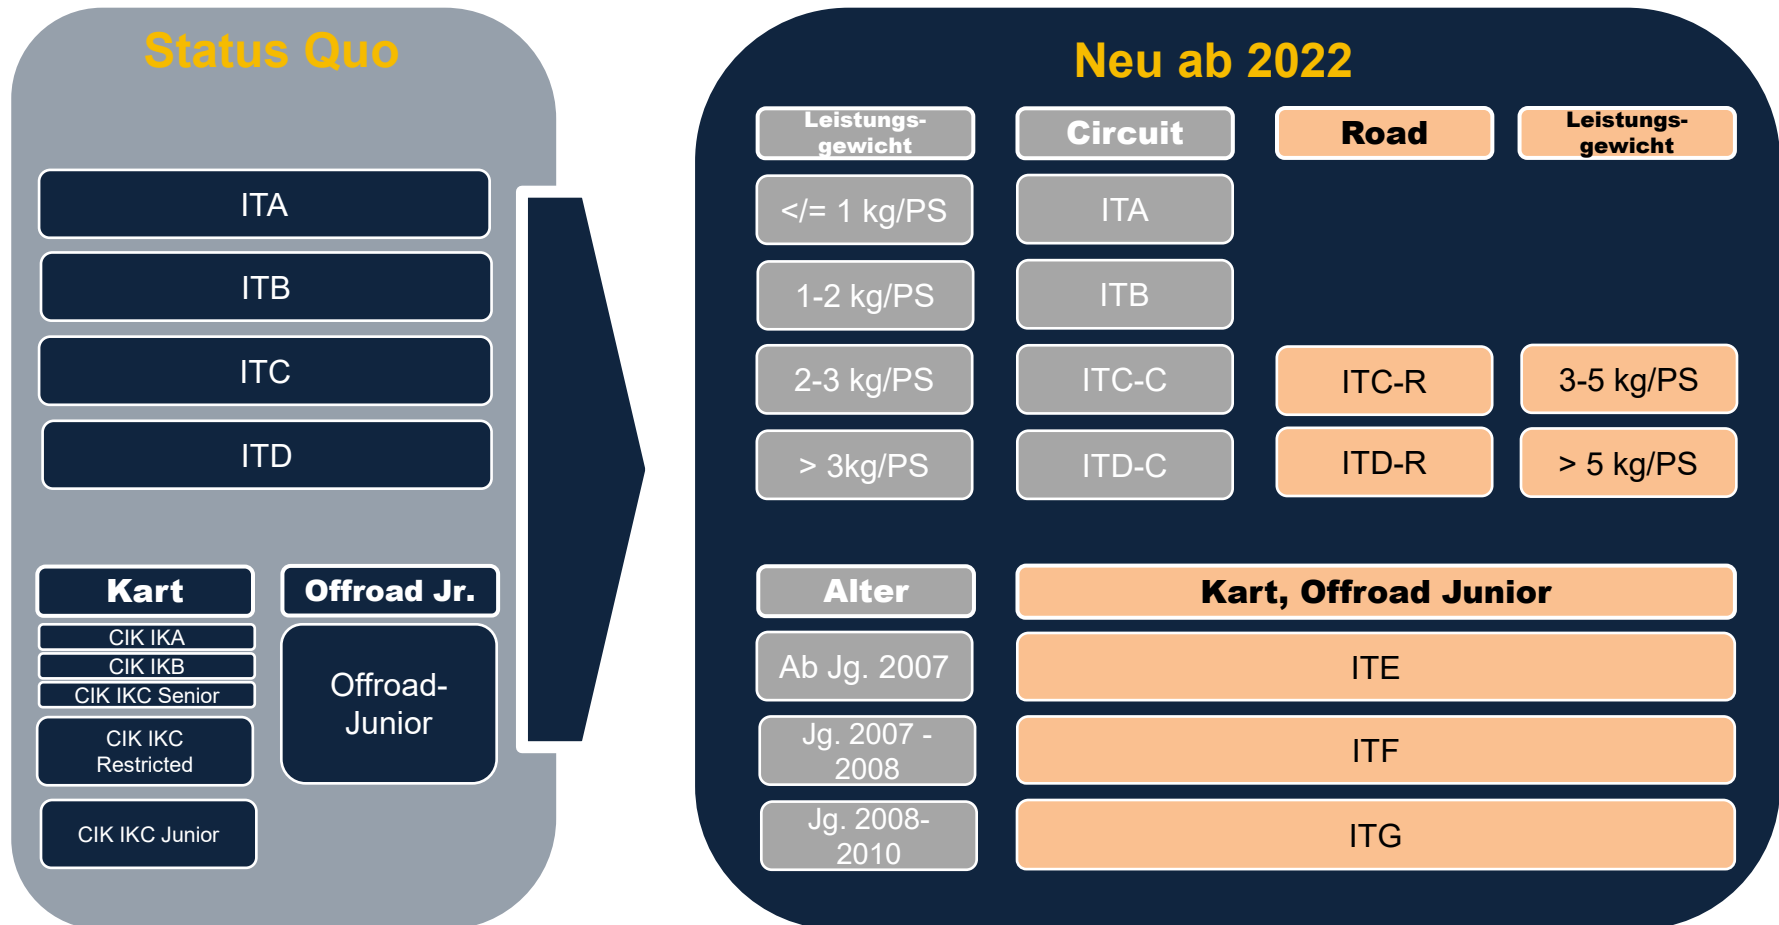 Status Quo
ITA
ITB
ITC
ITD
Kart
Offroad Jr.
CIK IKA
CIK IKB
CIK IKC Senior
CIK IKC
Restricted
CIK IKC Junior
Offroad-
Junior
Neu ab 2022
Leistungs-
gewicht
Circuit
Road
Leistungs-
gewicht
</= 1 kg/PS
ITA
1-2 kg/PS
ITB
2-3 kg/PS
ITC-C
ITC-R
3-5 kg/PS
> 3kg/PS
ITD-C
ITD-R
> 5 kg/PS
Alter
Kart, Offroad Junior
Ab Jg. 2007
ITE
Jg. 2007 -
2008
ITF
Jg. 2008-
2010
ITG